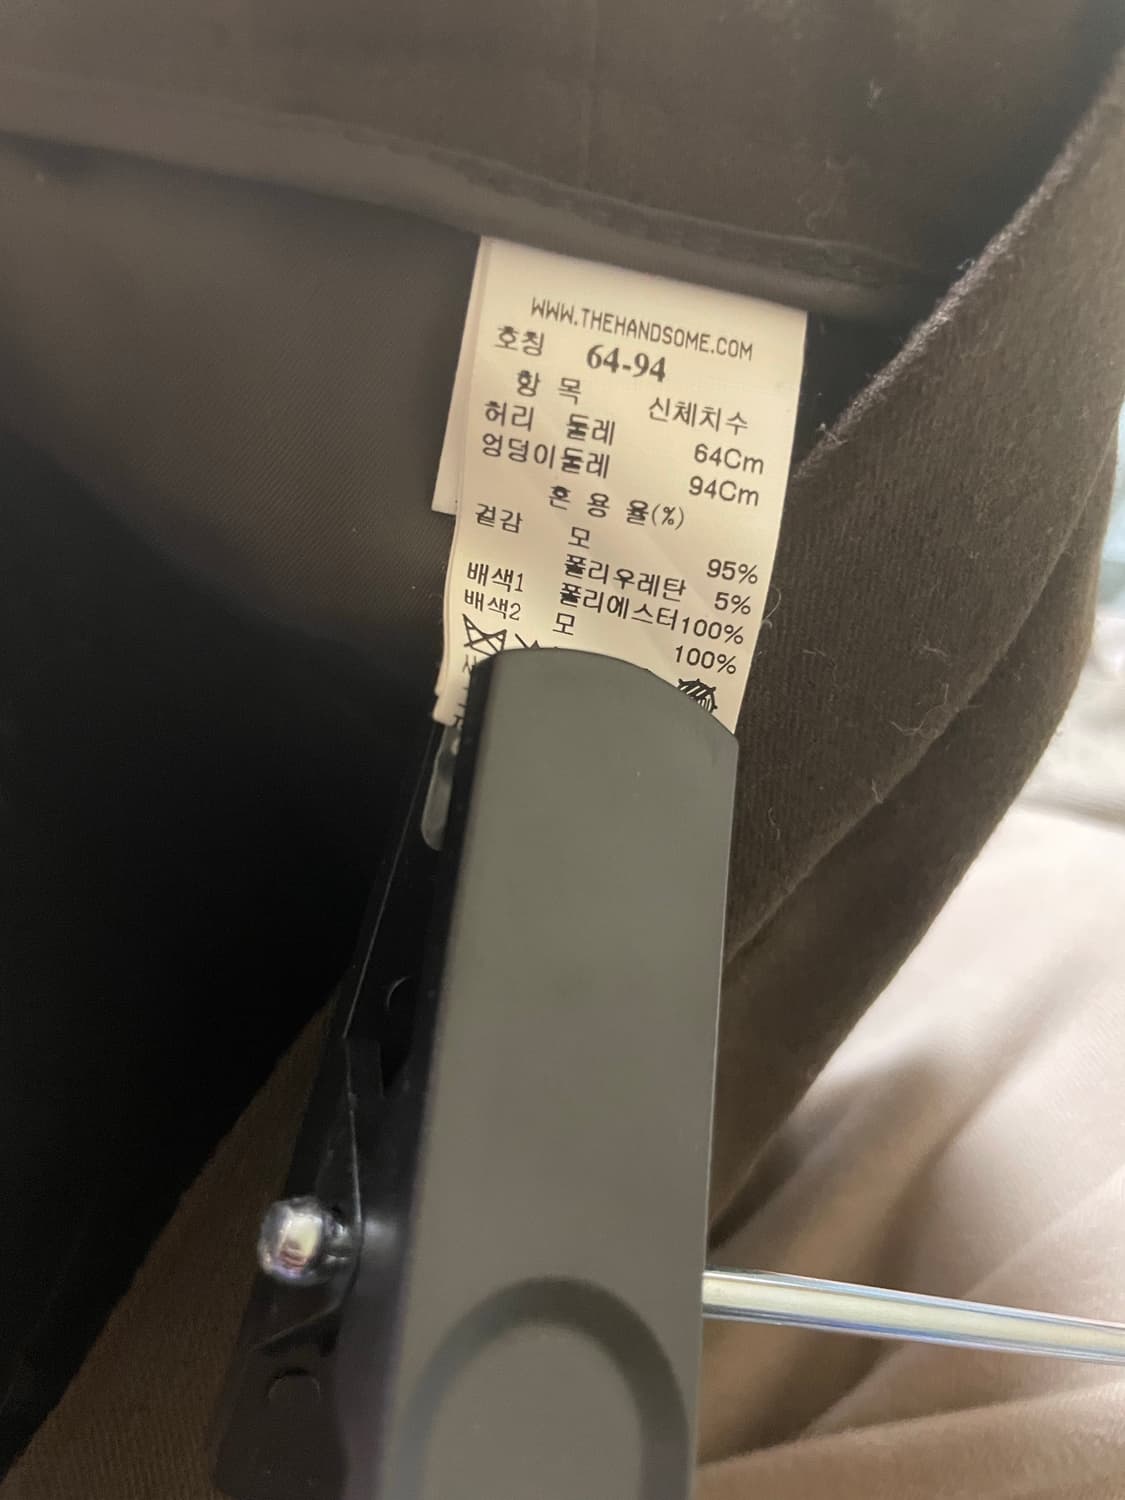 WWW.THEHANDSOME.COM
호칭 64-94
항 목 신체치수
허리 둘레 64Cm
엉덩이둘레 94Cm
혼 용 율(%)
겉감 모 95%
폴리우레탄 5%
배색1 폴리에스터100%
배색2 모 100%